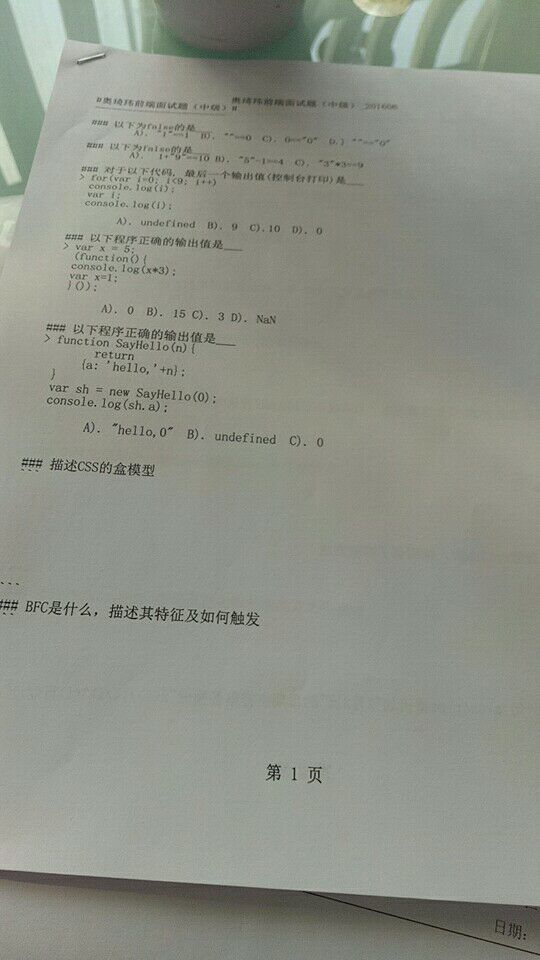 #奥琦玮前端面试题（中级）奥琦玮前端面试题（中级）_201606
### 以下为false的是___
A). "1"==1 B). ""==0 C). 0=="0" D.) ""=="0"
### 以下为false的是___
A). 1+"9"==10 B). "5"-1==4 C). "3"*3==9
### 对于以下代码, 最后一个输出值(控制台打印)是___
> for(var i=0; i<9; i++)
console.log(i);
var i;
console.log(i);
A). undefined B). 9 C).10 D). 0
### 以下程序正确的输出值是___
> var x = 5;
(function(){
console.log(x*3);
var x=1;
}());
A). 0 B). 15 C). 3 D). NaN
### 以下程序正确的输出值是___
> function SayHello(n){
return
{a: 'hello,'+n};
}
var sh = new SayHello(0);
console.log(sh.a);
A). "hello,0" B). undefined C). 0
### 描述CSS的盒模型
```
```
### BFC是什么, 描述其特征及如何触发
第 1 页
日期: